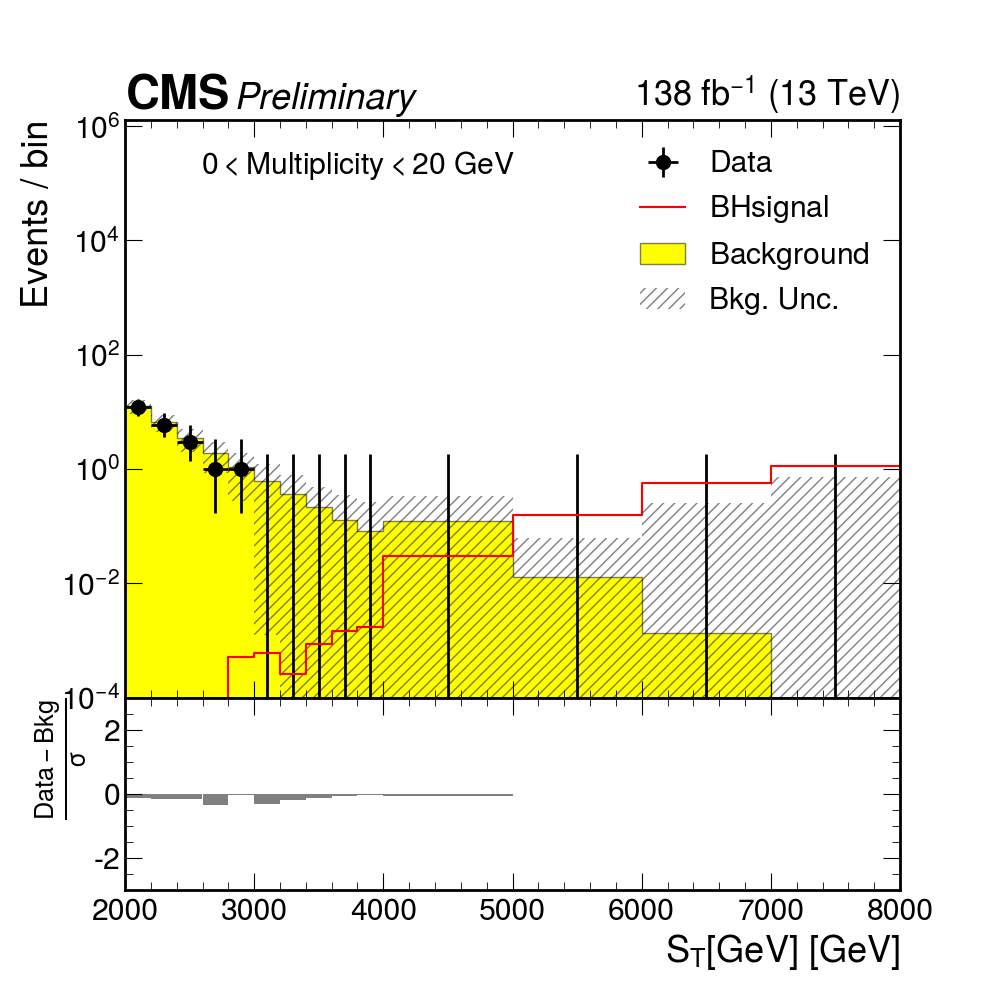 CMS Preliminary 138 fb⁻¹ (13 TeV)
Events / bin
0 < Multiplicity < 20 GeV
Data
BHsignal
Background
Bkg. Unc.
10⁶
10⁴
10²
10⁰
10⁻²
10⁻⁴
Data − Bkg
σ
2
0
-2
2000 3000 4000 5000 6000 7000 8000
S_T[GeV] [GeV]